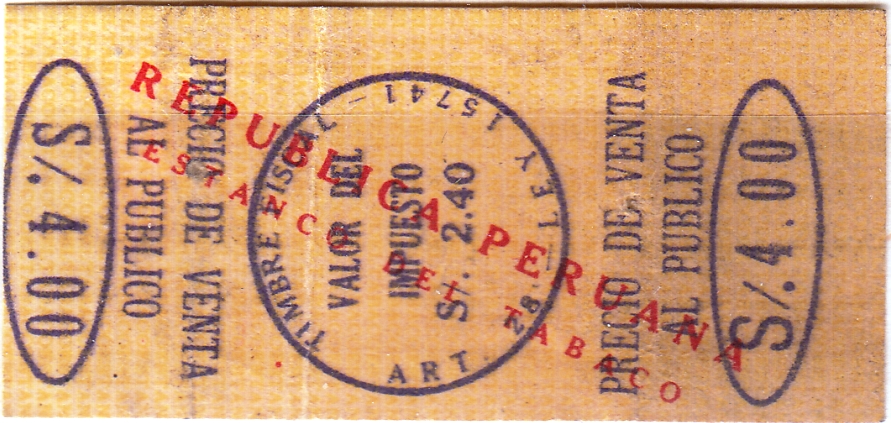 S/. 4.00
PRECIO DE VENTA
AL PUBLICO
REPUBLICA PERUANA
ESTANCO DEL TABACO
TIMBRE FISCAL
ART. 28 - LEY 15741 -
VALOR DEL
IMPUESTO
S/. 2.40
PRECIO DE VENTA
AL PUBLICO
S/. 4.00